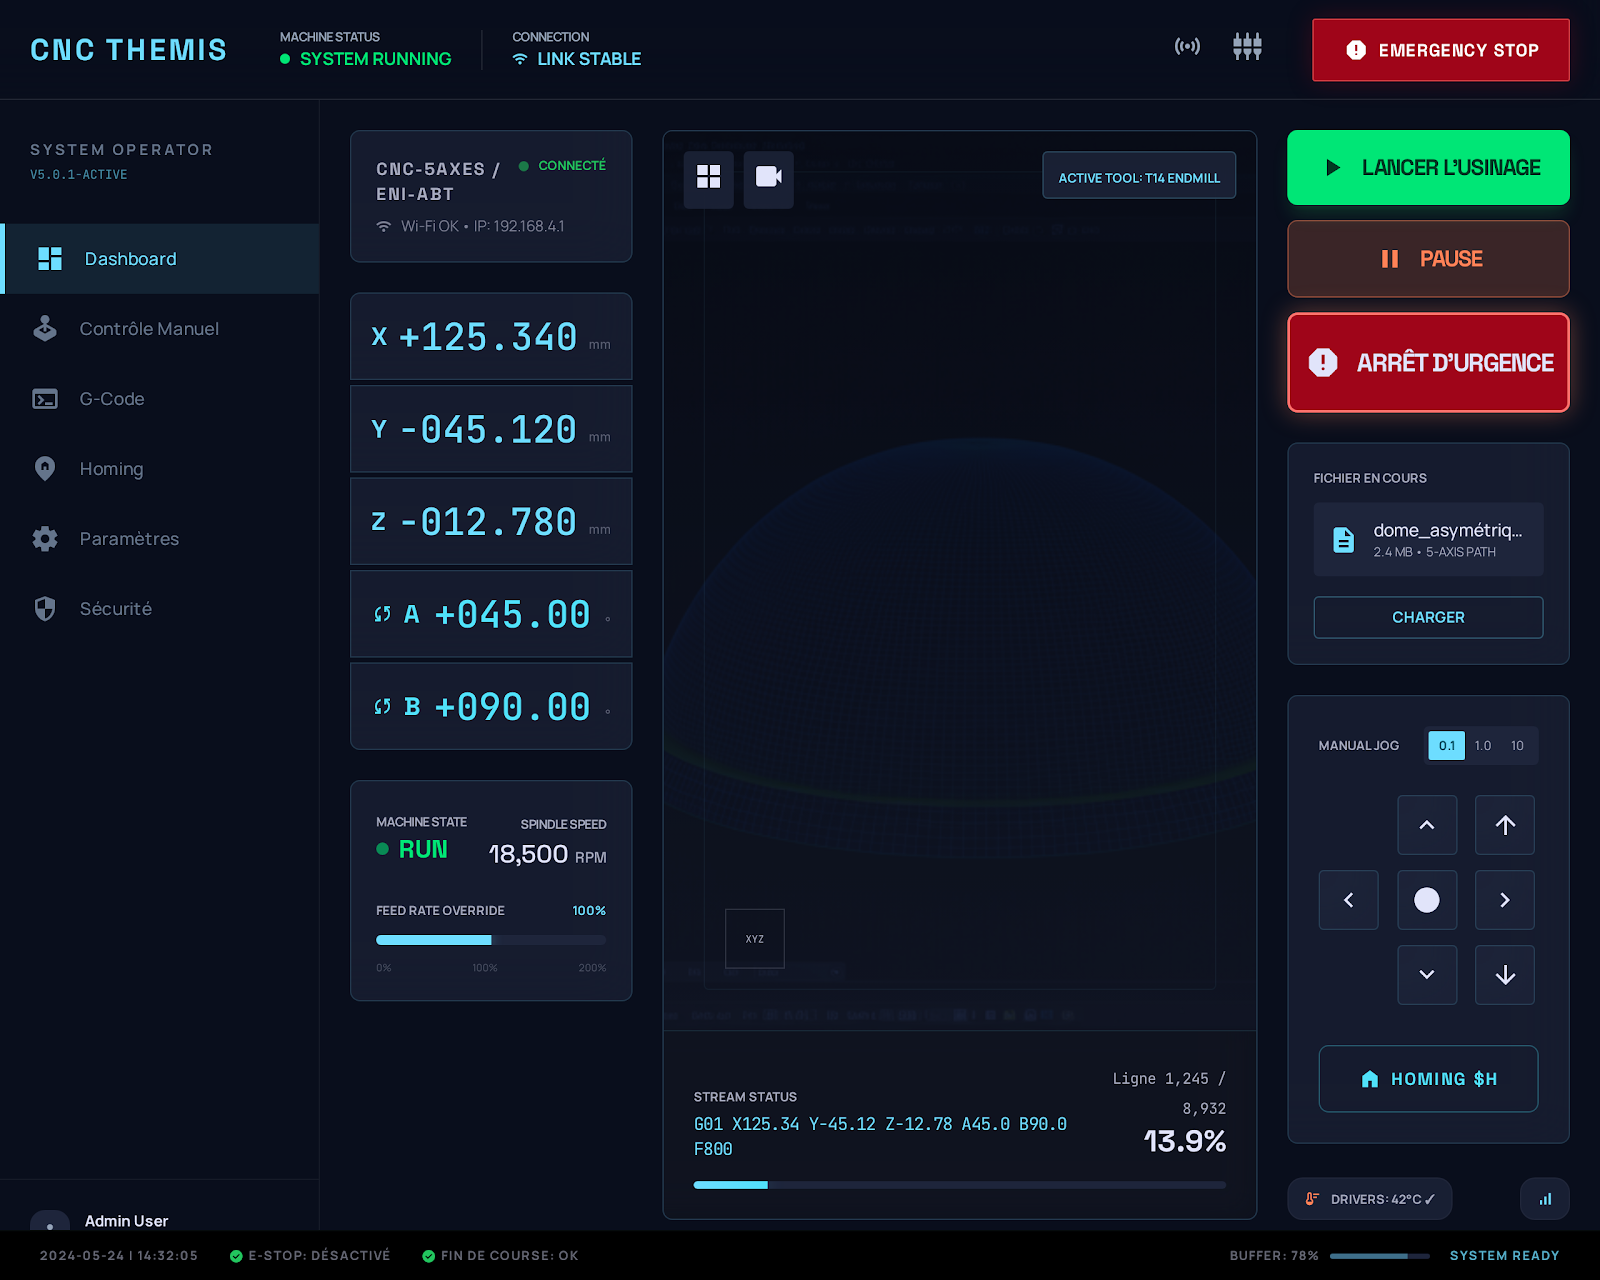 CNC THEMIS
MACHINE STATUS
SYSTEM RUNNING
CONNECTION
LINK STABLE
EMERGENCY STOP
SYSTEM OPERATOR
V5.0.1-ACTIVE
Dashboard
Contrôle Manuel
G-Code
Homing
Paramètres
Sécurité
Admin User
CNC-5AXES /
ENI-ABT
CONNECTÉ
Wi-Fi OK • IP: 192.168.4.1
X +125.340 mm
Y -045.120 mm
Z -012.780 mm
A +045.00 °
B +090.00 °
MACHINE STATE
RUN
SPINDLE SPEED
18,500 RPM
FEED RATE OVERRIDE 100%
0% 100% 200%
ACTIVE TOOL: T14 ENDMILL
XYZ
STREAM STATUS
G01 X125.34 Y-45.12 Z-12.78 A45.0 B90.0
F800
Ligne 1,245 /
8,932
13.9%
LANCER L'USINAGE
PAUSE
ARRÊT D'URGENCE
FICHIER EN COURS
dome_asymétriq...
2.4 MB • 5-AXIS PATH
CHARGER
MANUAL JOG 0.1 1.0 10
HOMING $H
DRIVERS: 42°C ✓
2024-05-24 | 14:32:05
E-STOP: DÉSACTIVÉ
FIN DE COURSE: OK
BUFFER: 78%
SYSTEM READY